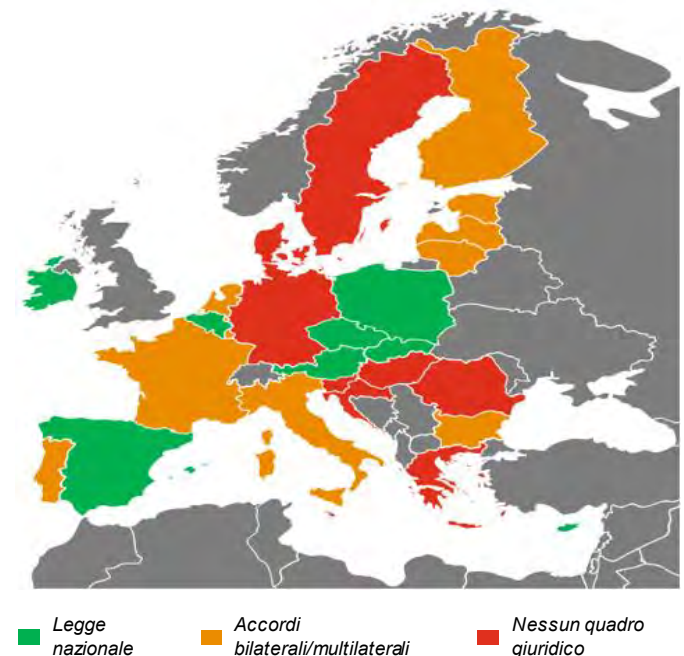 Legge
nazionale
Accordi
bilaterali/multilaterali
Nessun quadro
giuridico